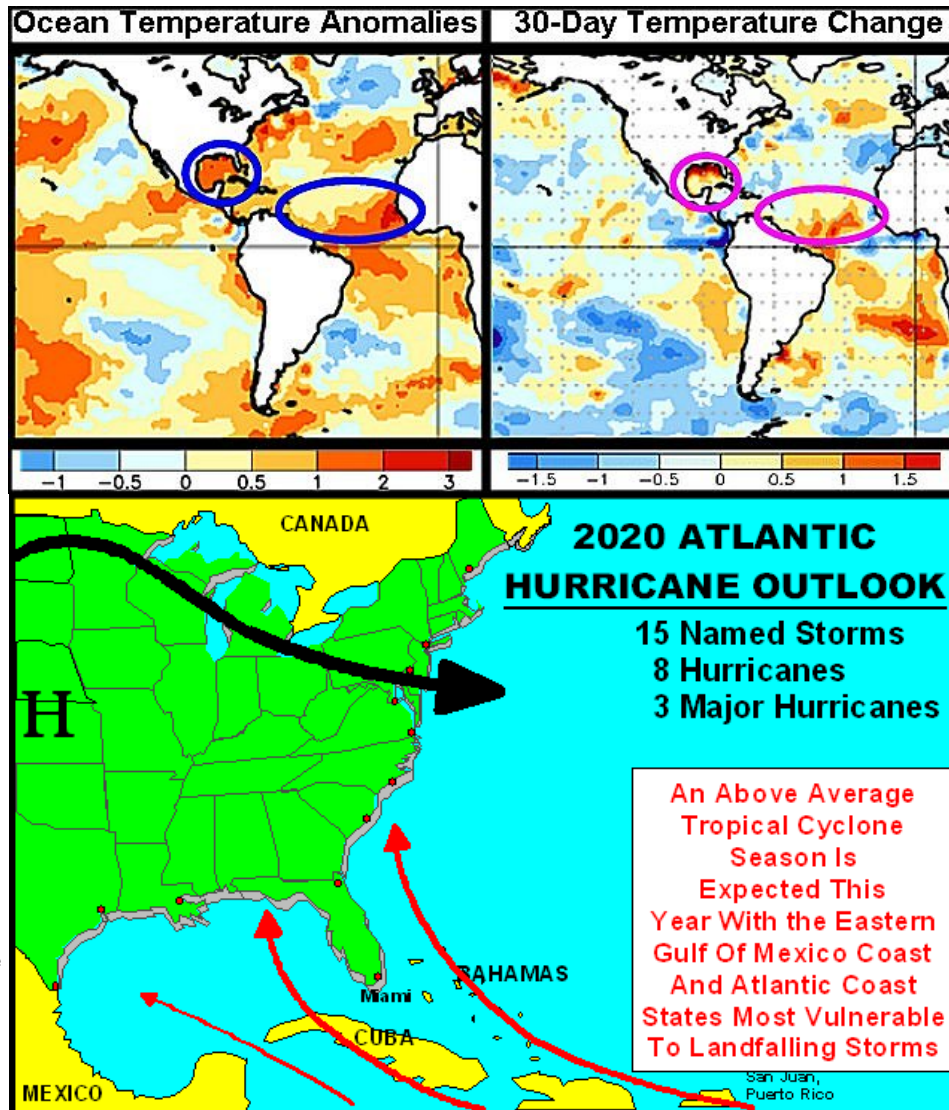 Ocean Temperature Anomalies
30-Day Temperature Change
−1 −0.5 0 0.5 1 2 3
−1.5 −1 −0.5 0 0.5 1 1.5
CANADA
2020 ATLANTIC
HURRICANE OUTLOOK
15 Named Storms
8 Hurricanes
3 Major Hurricanes
H
An Above Average
Tropical Cyclone
Season Is
Expected This
Year With the Eastern
Gulf Of Mexico Coast
And Atlantic Coast
States Most Vulnerable
To Landfalling Storms
BAHAMAS
Miami
CUBA
MEXICO
San Juan,
Puerto Rico